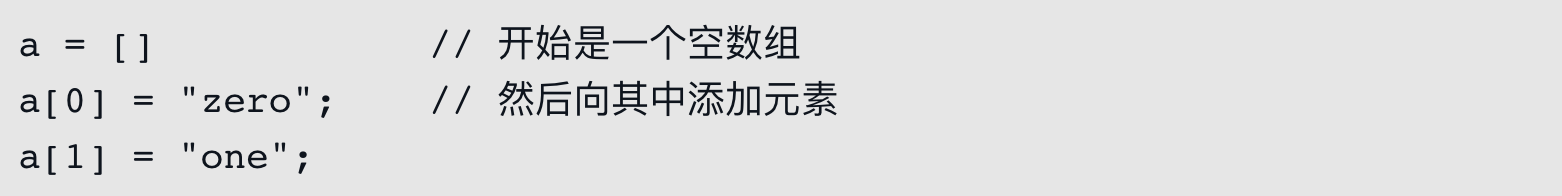 a = []            // 开始是一个空数组
a[0] = "zero";    // 然后向其中添加元素
a[1] = "one";